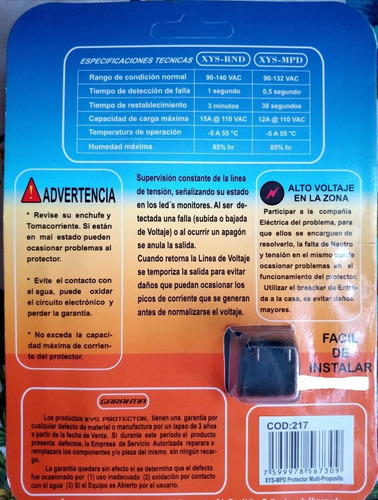 ESPECIFICACIONES TECNICAS XYS-RND XYS-MPD
Rango de condición normal 90-140 VAC 90-132 VAC
Tiempo de detección de falla 1 segundo 0,5 segundo
Tiempo de restablecimiento 3 minutos 30 segundos
Capacidad de carga máxima 15A @ 110 VAC 12A @ 110 VAC
Temperatura de operación -5 A 55 °C -5 A 55 °C
Humedad máxima 85% hr 85% hr
ADVERTENCIA
* Revise su enchufe y
Tomacorriente. Si están
en mal estado pueden
ocasionar problemas al
protector.
* Evite el contacto con
el agua, puede oxidar
el circuito electrónico y
perder la garantía.
* No exceda la capaci-
dad máxima de corrien-
te del protector.
Supervisión constante de la linea
de tensión, señalizando su estado
en los led´s monitores. Al ser de-
tectada una falla (subida o bajada
de Voltaje) o al ocurrir un apagón
se anula la salida.
Cuando retorna la Linea de Voltaje
se temporiza la salida para evitar
daños que puedan ocasionar los
picos de corriente que se generan
antes de normalizarse el voltaje.
ALTO VOLTAJE
EN LA ZONA
Participar a la compañia
Eléctrica del problema, para
que ellos se encarguen de
resolverlo, la falta de Neutro
y tensión en el mismo puede
ocasionar problemas en el
funcionamiento del protector.
Utilizar el breacker de Entra-
da a la casa, es evitar daños
mayores.
FACIL
DE
INSTALAR
GARANTIA
Los productos XYS PROTECTOR, tienen una garantía por
cualquier defecto de material o manufactura por un lapso de 3 años
a partir de la fecha de Venta. Si durante este periodo el producto
presenta defectos, la Empresa de Servicio Autorizada reparara o
remplazara los componentes y/o pieza del mismo sin ningún recar-
go.
La garantía quedara sin efecto si se determina que el defecto
fue ocasionado por (1) uso inadecuado (2) oxidación por contacto
con el agua (3) Si el Equipo es Abierto por el usuario.
COD:217
7 599978 567309
XYS-MPD Protector Multi-Proposito